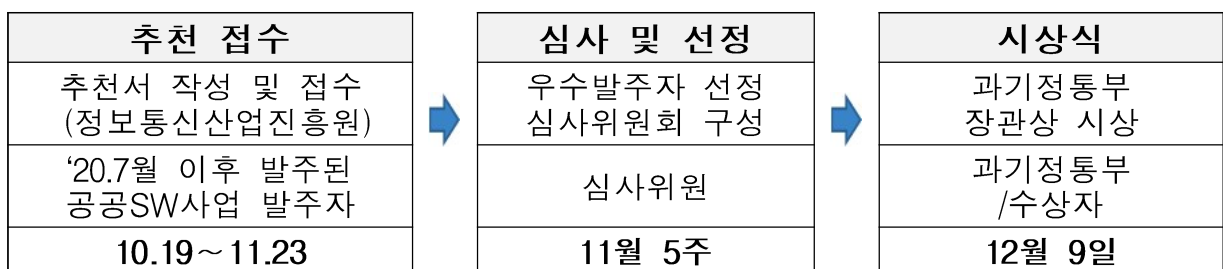 추천 접수
추천서 작성 및 접수
(정보통신산업진흥원)
‘20.7월 이후 발주된
공공SW사업 발주자
10.19～11.23
심사 및 선정
우수발주자 선정
심사위원회 구성
심사위원
11월 5주
시상식
과기정통부
장관상 시상
과기정통부
/수상자
12월 9일